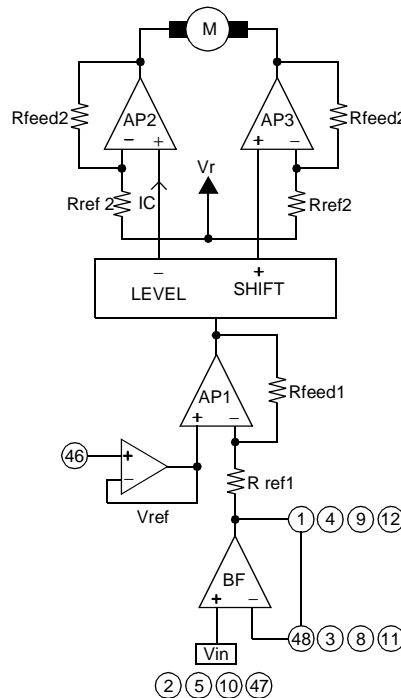 M
Rfeed2
AP2
AP3
Rfeed2
− + + −
Vr
Rref 2
IC
Rref2
− +
LEVEL SHIFT
AP1
Rfeed1
+ −
46
+
−
Vref
R ref1
1 4 9 12
BF
+ −
48 3 8 11
Vin
2 5 10 47